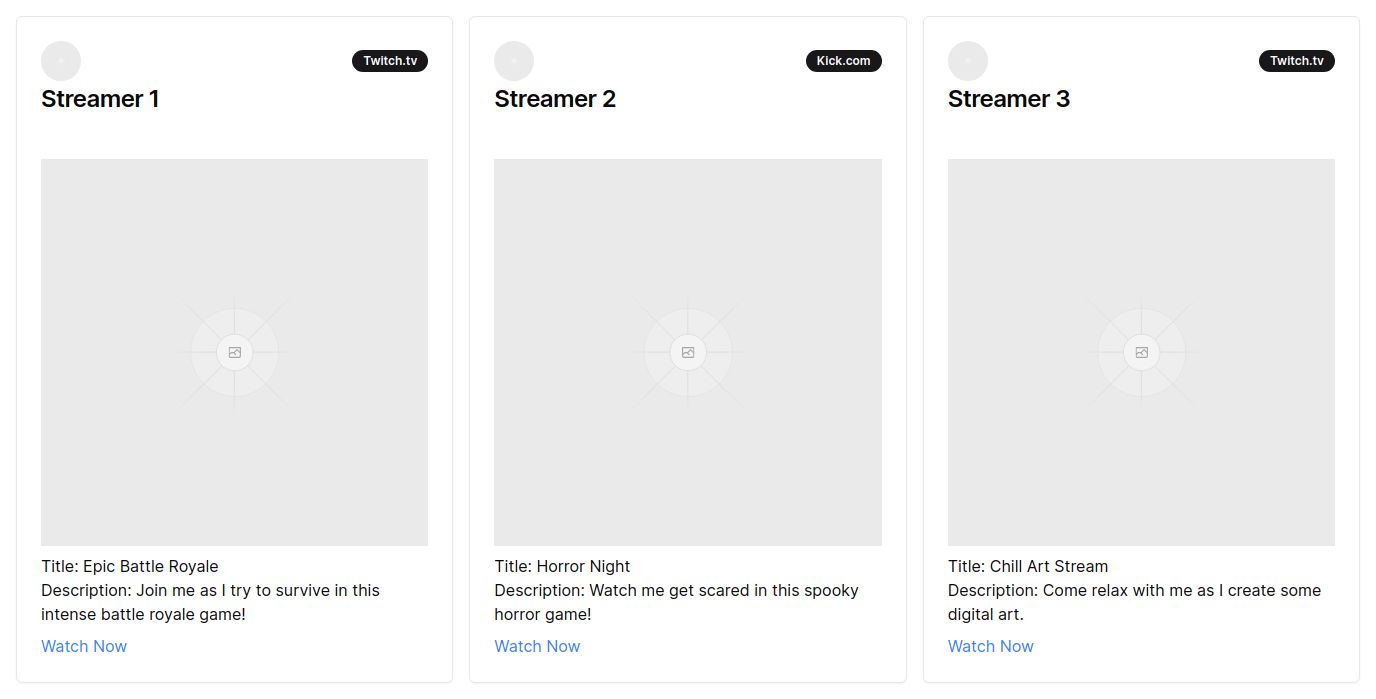 Twitch.tv
Streamer 1
Title: Epic Battle Royale
Description: Join me as I try to survive in this
intense battle royale game!
Watch Now
Kick.com
Streamer 2
Title: Horror Night
Description: Watch me get scared in this spooky
horror game!
Watch Now
Twitch.tv
Streamer 3
Title: Chill Art Stream
Description: Come relax with me as I create some
digital art.
Watch Now